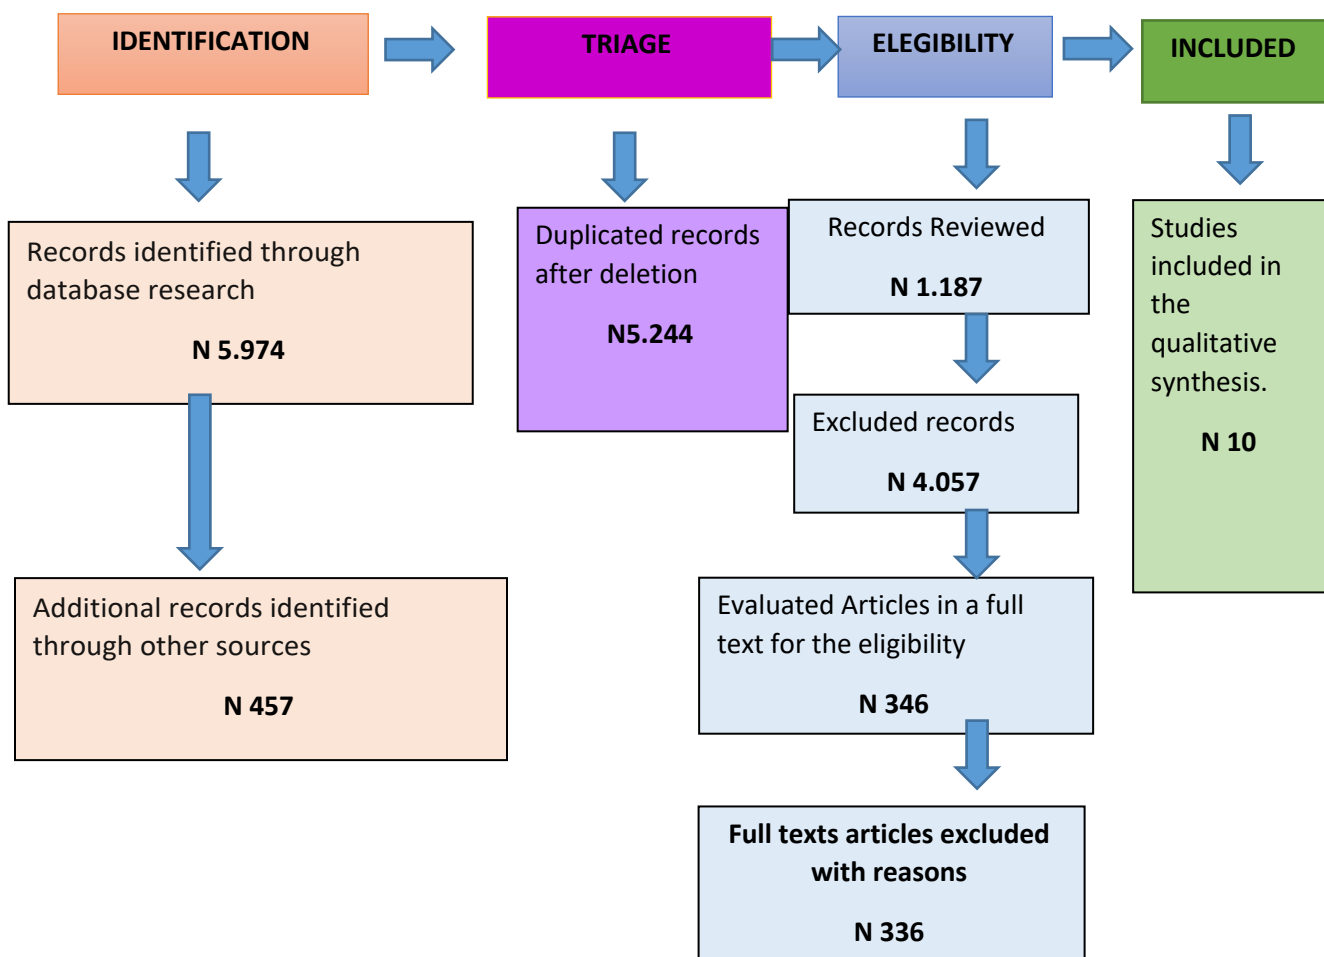 IDENTIFICATION
TRIAGE
ELEGIBILITY
INCLUDED
Records identified through
database research
N 5.974
Additional records identified
through other sources
N 457
Duplicated records
after deletion
N5.244
Records Reviewed
N 1.187
Excluded records
N 4.057
Evaluated Articles in a full
text for the eligibility
N 346
Full texts articles excluded
with reasons
N 336
Studies
included in
the
qualitative
synthesis.
N 10